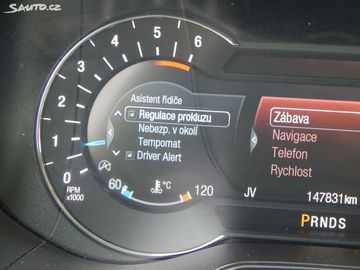 sauto.cz
6
5
4
3
2
1
0
RPM
x1000
Asistent řidiče
Regulace prokluzu
Nebezp. v okolí
Tempomat
Driver Alert
60
°C
120
Zábava
Navigace
Telefon
Rychlost
JV 147831km
PRNDS